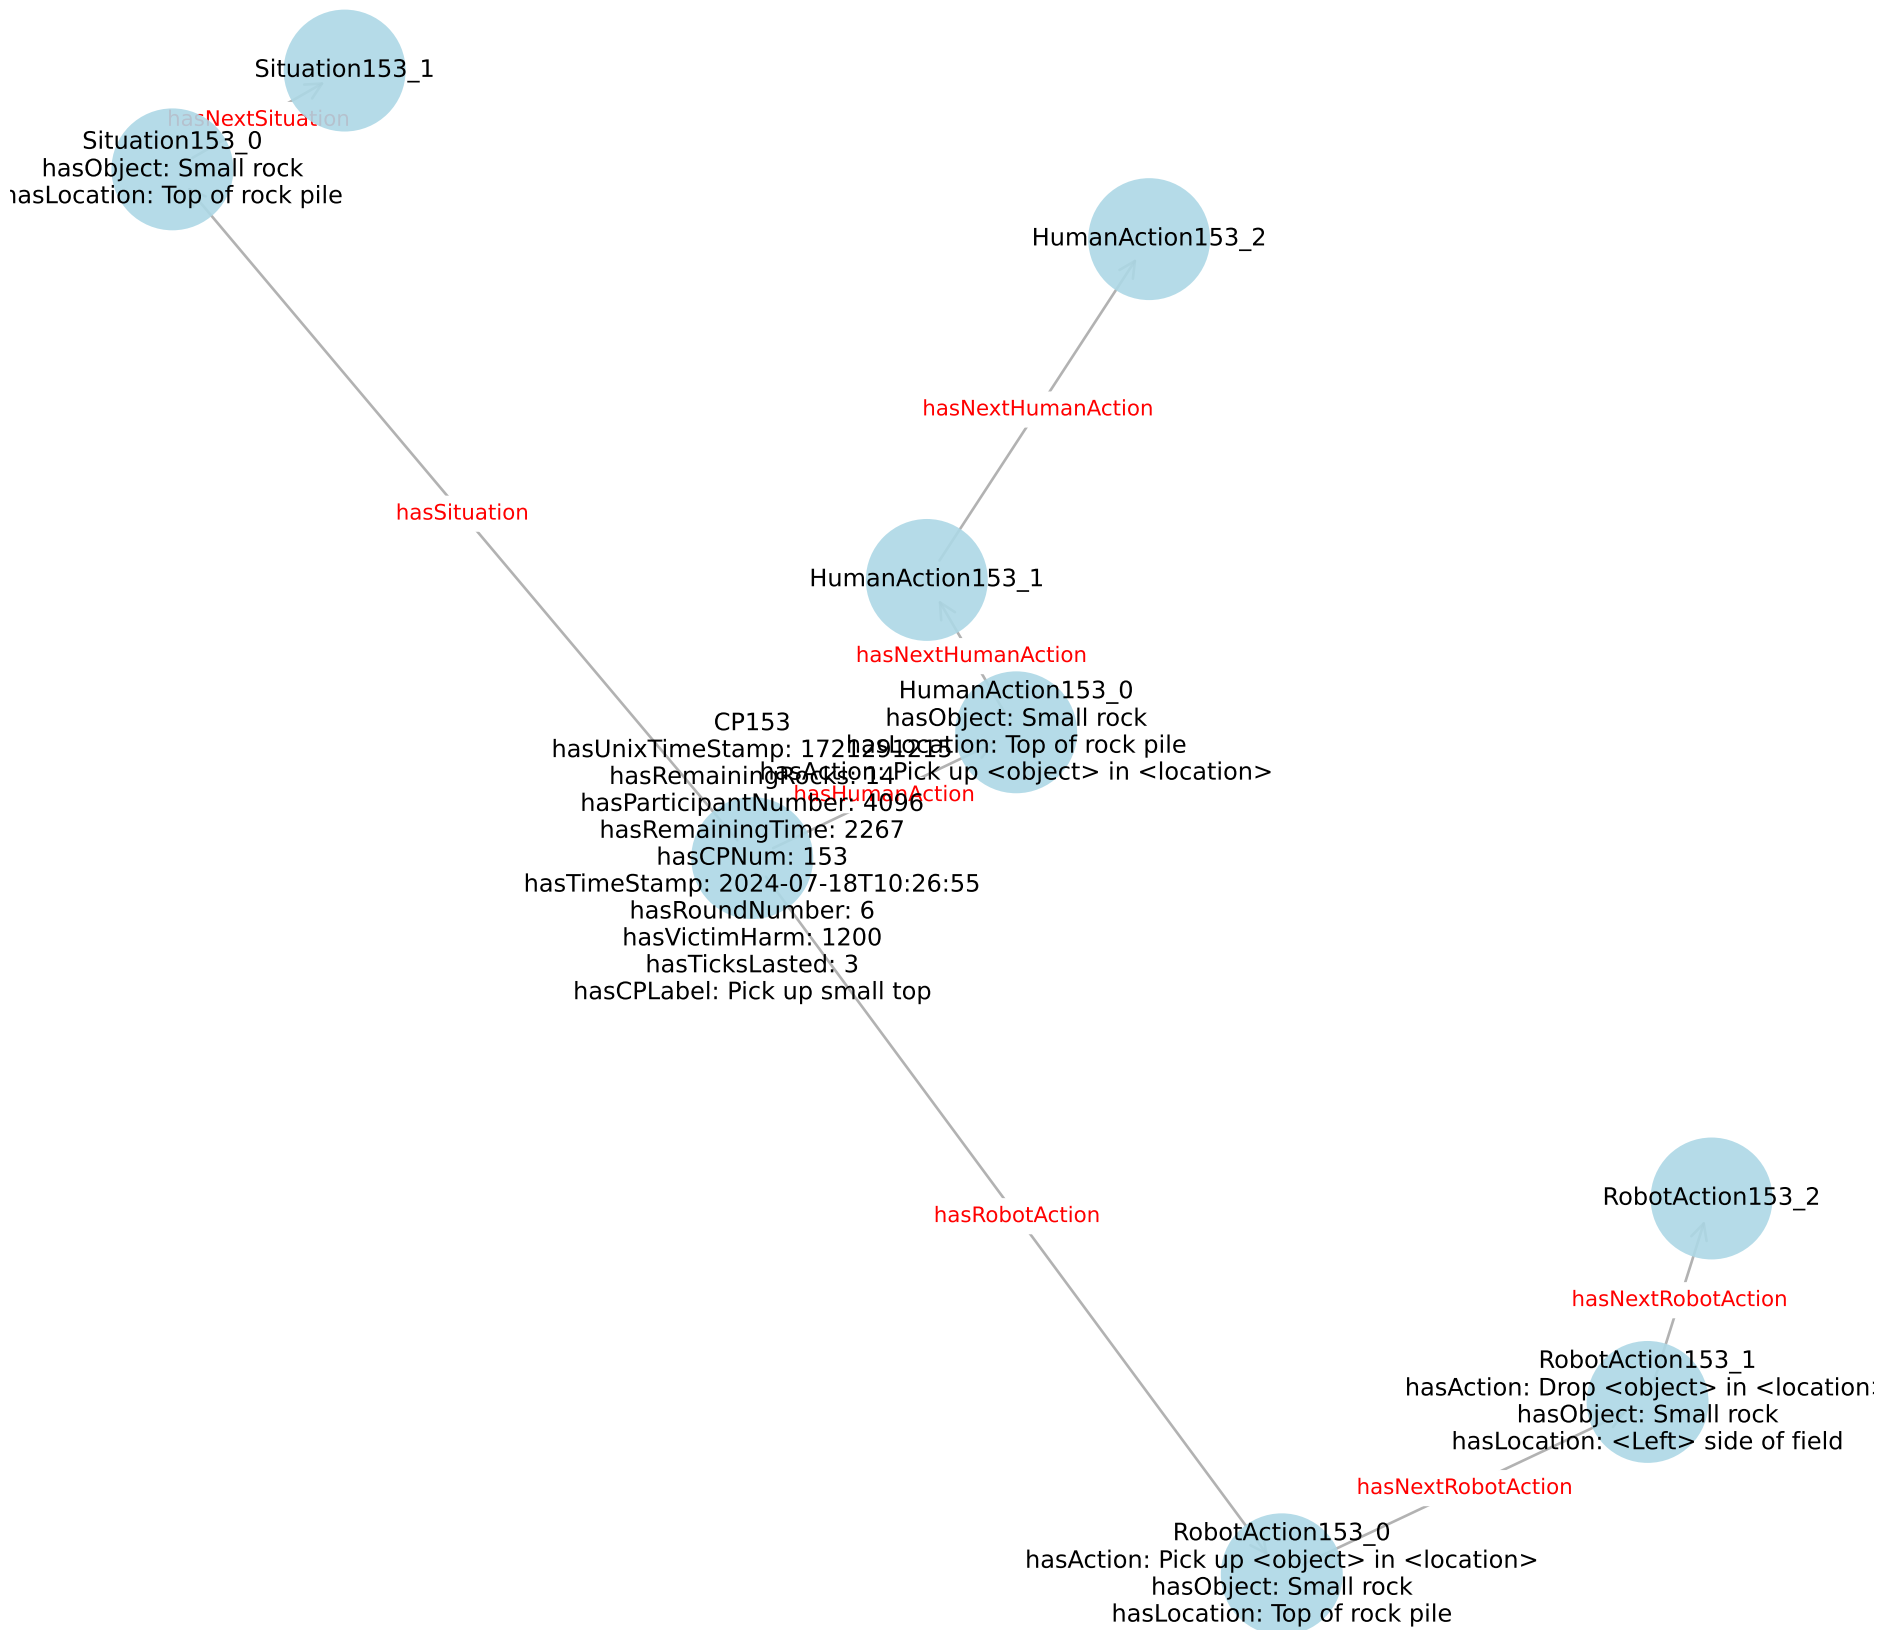 Situation153_1
hasNextSituation
Situation153_0
hasObject: Small rock
hasLocation: Top of rock pile
HumanAction153_2
hasNextHumanAction
hasSituation
HumanAction153_1
hasNextHumanAction
HumanAction153_0
hasObject: Small rock
hasLocation: Top of rock pile
hasAction: Pick up <object> in <location>
hasHumanAction
CP153
hasUnixTimeStamp: 1721291215
hasRemainingRocks: 14
hasParticipantNumber: 4096
hasRemainingTime: 2267
hasCPNum: 153
hasTimeStamp: 2024-07-18T10:26:55
hasRoundNumber: 6
hasVictimHarm: 1200
hasTicksLasted: 3
hasCPLabel: Pick up small top
RobotAction153_2
hasRobotAction
hasNextRobotAction
RobotAction153_1
hasAction: Drop <object> in <location>
hasObject: Small rock
hasLocation: <Left> side of field
hasNextRobotAction
RobotAction153_0
hasAction: Pick up <object> in <location>
hasObject: Small rock
hasLocation: Top of rock pile